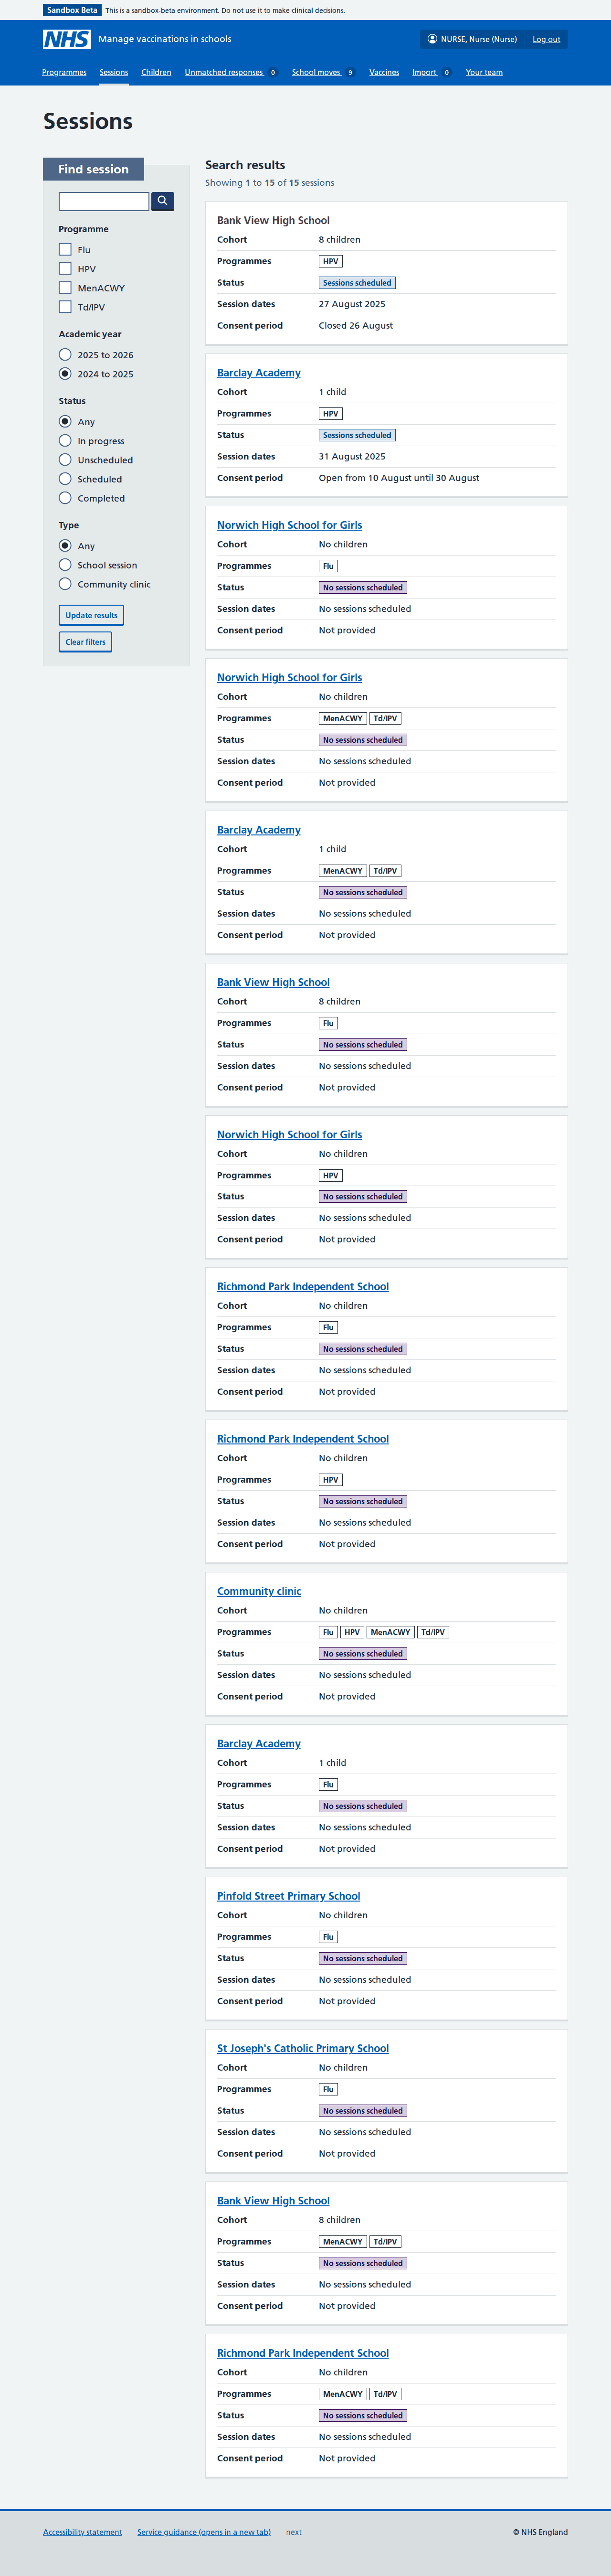 Sandbox Beta This is a sandbox-beta environment. Do not use it to make clinical decisions.
NHS Manage vaccinations in schools NURSE, Nurse (Nurse) Log out
Programmes Sessions Children Unmatched responses 0 School moves 9 Vaccines Import 0 Your team
Sessions
Find session
Programme
Flu
HPV
MenACWY
Td/IPV
Academic year
2025 to 2026
2024 to 2025
Status
Any
In progress
Unscheduled
Scheduled
Completed
Type
Any
School session
Community clinic
Update results
Clear filters
Search results
Showing 1 to 15 of 15 sessions
Bank View High School
Cohort 8 children
Programmes HPV
Status Sessions scheduled
Session dates 27 August 2025
Consent period Closed 26 August
Barclay Academy
Cohort 1 child
Programmes HPV
Status Sessions scheduled
Session dates 31 August 2025
Consent period Open from 10 August until 30 August
Norwich High School for Girls
Cohort No children
Programmes Flu
Status No sessions scheduled
Session dates No sessions scheduled
Consent period Not provided
Norwich High School for Girls
Cohort No children
Programmes MenACWY Td/IPV
Status No sessions scheduled
Session dates No sessions scheduled
Consent period Not provided
Barclay Academy
Cohort 1 child
Programmes MenACWY Td/IPV
Status No sessions scheduled
Session dates No sessions scheduled
Consent period Not provided
Bank View High School
Cohort 8 children
Programmes Flu
Status No sessions scheduled
Session dates No sessions scheduled
Consent period Not provided
Norwich High School for Girls
Cohort No children
Programmes HPV
Status No sessions scheduled
Session dates No sessions scheduled
Consent period Not provided
Richmond Park Independent School
Cohort No children
Programmes Flu
Status No sessions scheduled
Session dates No sessions scheduled
Consent period Not provided
Richmond Park Independent School
Cohort No children
Programmes HPV
Status No sessions scheduled
Session dates No sessions scheduled
Consent period Not provided
Community clinic
Cohort No children
Programmes Flu HPV MenACWY Td/IPV
Status No sessions scheduled
Session dates No sessions scheduled
Consent period Not provided
Barclay Academy
Cohort 1 child
Programmes Flu
Status No sessions scheduled
Session dates No sessions scheduled
Consent period Not provided
Pinfold Street Primary School
Cohort No children
Programmes Flu
Status No sessions scheduled
Session dates No sessions scheduled
Consent period Not provided
St Joseph's Catholic Primary School
Cohort No children
Programmes Flu
Status No sessions scheduled
Session dates No sessions scheduled
Consent period Not provided
Bank View High School
Cohort 8 children
Programmes MenACWY Td/IPV
Status No sessions scheduled
Session dates No sessions scheduled
Consent period Not provided
Richmond Park Independent School
Cohort No children
Programmes MenACWY Td/IPV
Status No sessions scheduled
Session dates No sessions scheduled
Consent period Not provided
Accessibility statement Service guidance (opens in a new tab) next © NHS England